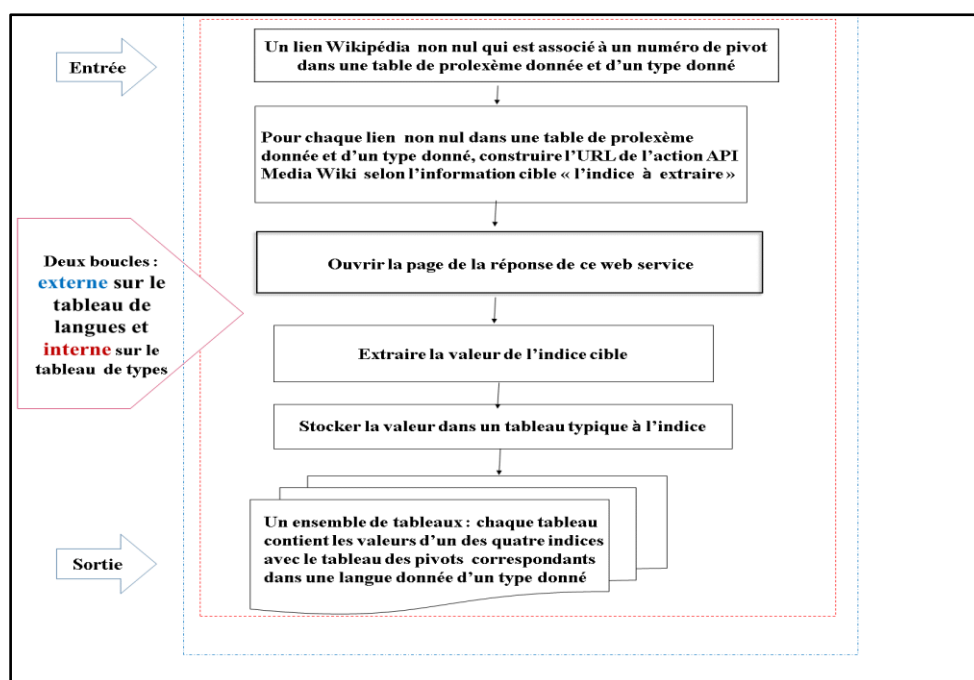 Entrée
Un lien Wikipédia non nul qui est associé à un numéro de pivot
dans une table de prolexème donnée et d'un type donné
Pour chaque lien non nul dans une table de prolexème
donnée et d'un type donné, construire l'URL de l'action API
Media Wiki selon l'information cible « l'indice à extraire »
Deux boucles :
externe sur le
tableau de
langues et
interne sur le
tableau de types
Ouvrir la page de la réponse de ce web service
Extraire la valeur de l'indice cible
Stocker la valeur dans un tableau typique à l'indice
Sortie
Un ensemble de tableaux : chaque tableau
contient les valeurs d'un des quatre indices
avec le tableau des pivots correspondants
dans une langue donnée d'un type donné